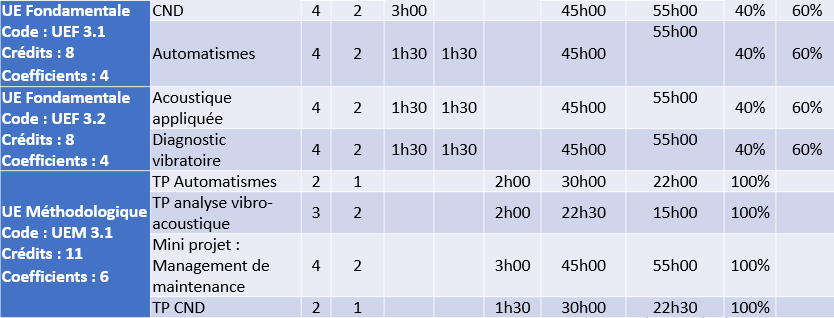 UE Fondamentale
Code : UEF 3.1
Crédits : 8
Coefficients : 4
CND 4 2 3h00 45h00 55h00 40% 60%
Automatismes 4 2 1h30 1h30 45h00 55h00 40% 60%
UE Fondamentale
Code : UEF 3.2
Crédits : 8
Coefficients : 4
Acoustique
appliquée 4 2 1h30 1h30 45h00 55h00 40% 60%
Diagnostic
vibratoire 4 2 1h30 1h30 45h00 55h00 40% 60%
UE Méthodologique
Code : UEM 3.1
Crédits : 11
Coefficients : 6
TP Automatismes 2 1 2h00 30h00 22h00 100%
TP analyse vibro-
acoustique 3 2 2h00 22h30 15h00 100%
Mini projet :
Management de
maintenance 4 2 3h00 45h00 55h00 100%
TP CND 2 1 1h30 30h00 22h30 100%